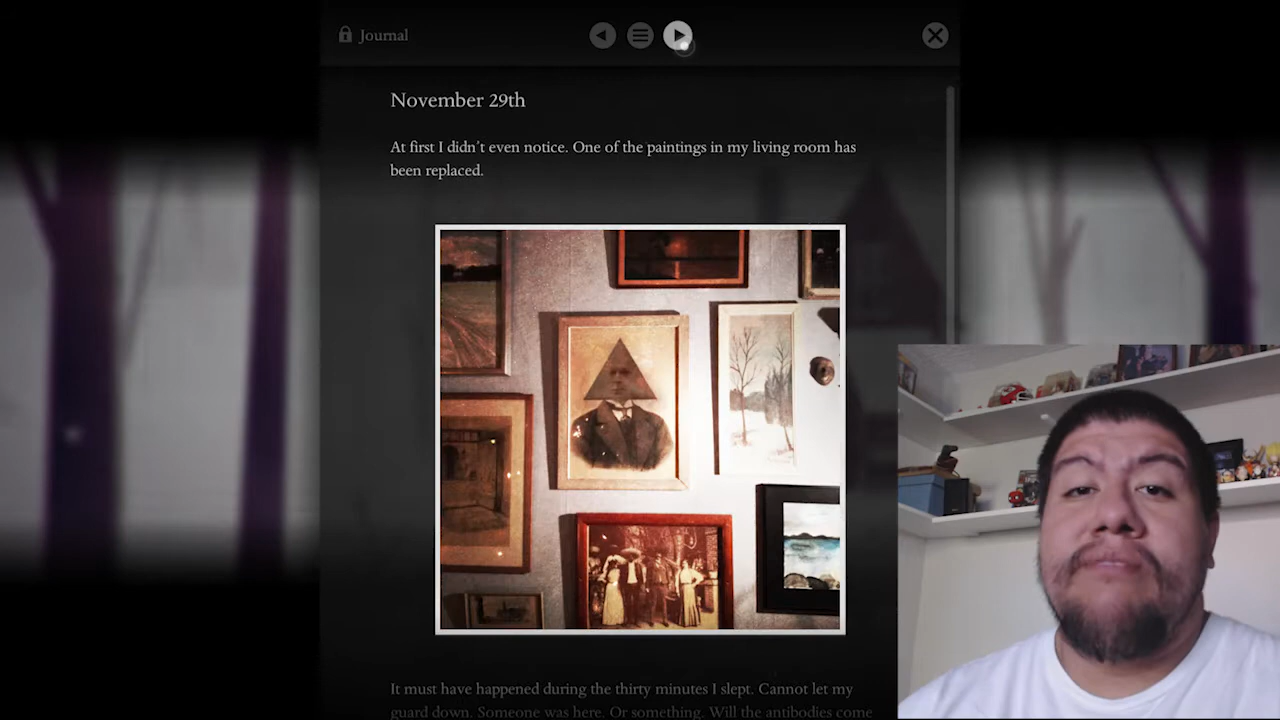 Journal
November 29th
At first I didn't even notice. One of the paintings in my living room has
been replaced.
It must have happened during the thirty minutes I slept. Cannot let my
guard down. Someone was here. Or something. Will the antibodies come